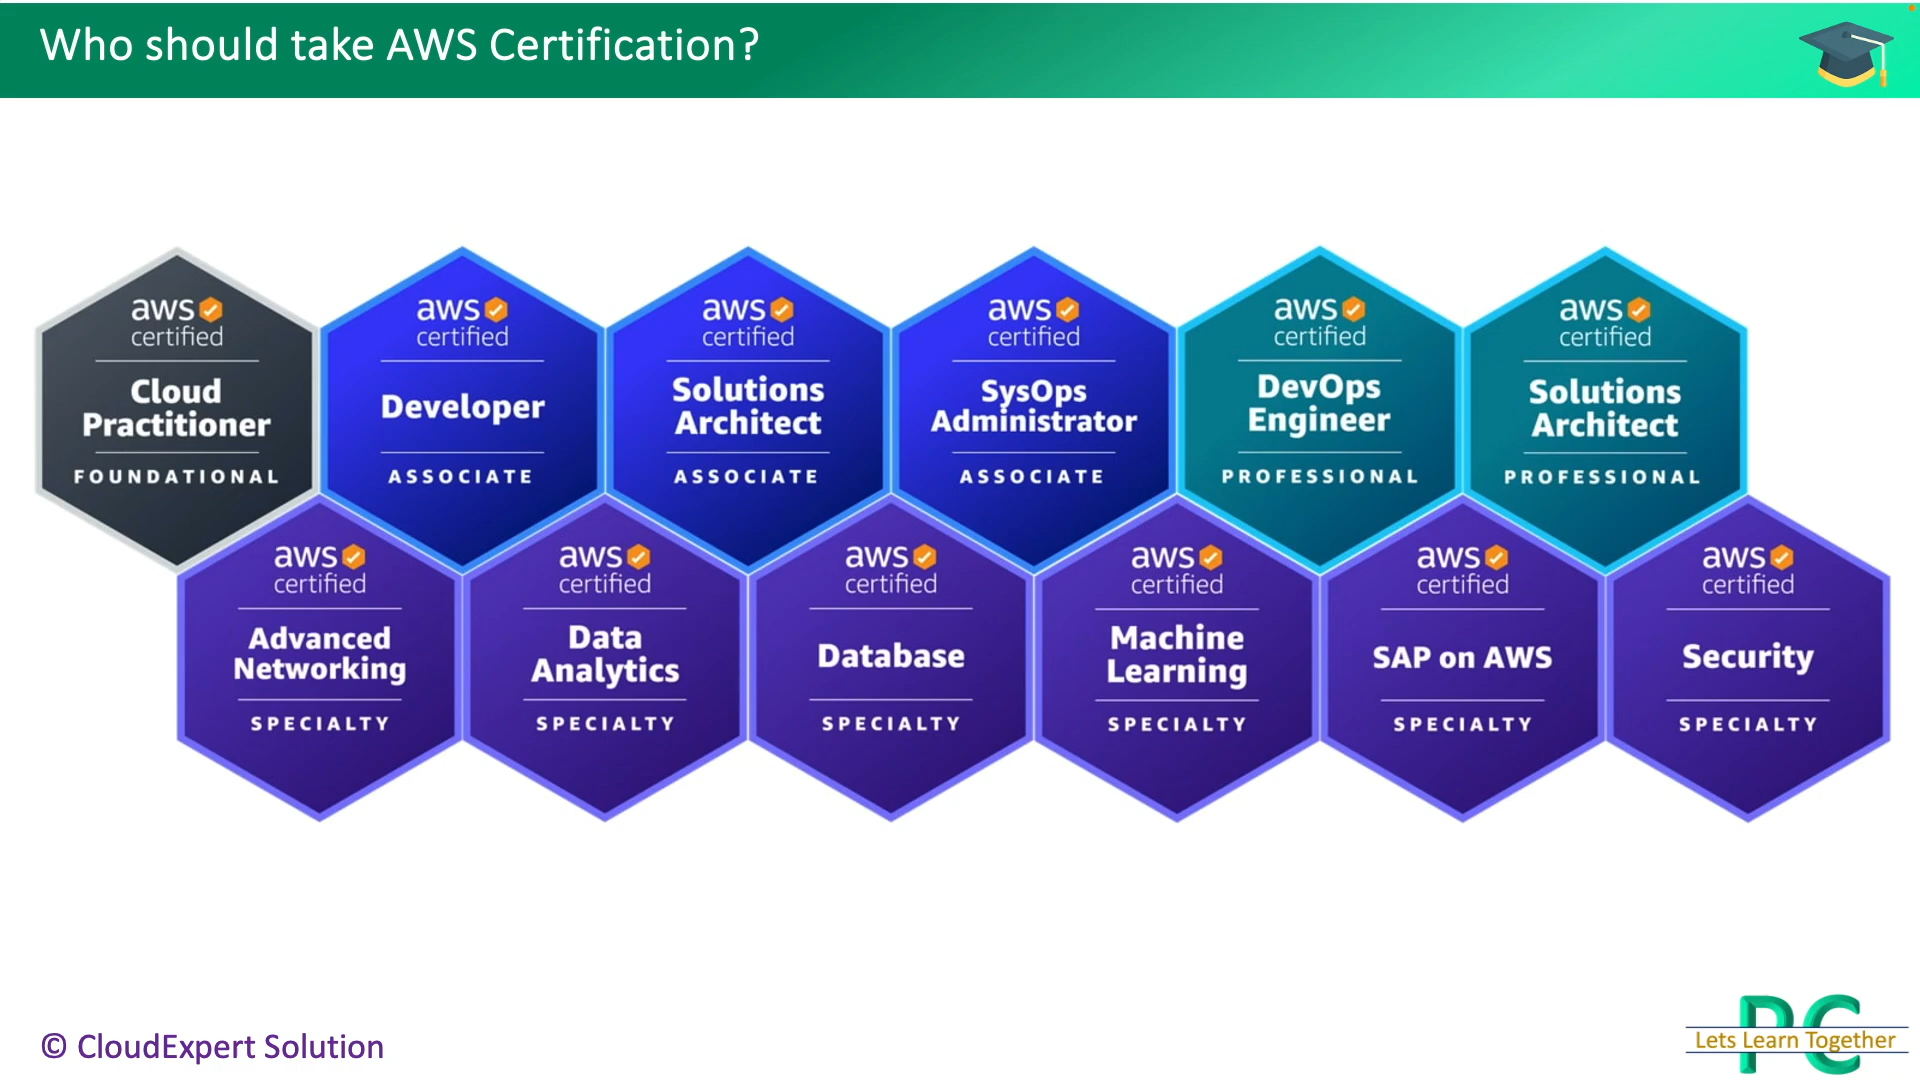 Who should take AWS Certification?
aws
certified
Cloud
Practitioner
FOUNDATIONAL
aws
certified
Developer
ASSOCIATE
aws
certified
Solutions
Architect
ASSOCIATE
aws
certified
SysOps
Administrator
ASSOCIATE
aws
certified
DevOps
Engineer
PROFESSIONAL
aws
certified
Solutions
Architect
PROFESSIONAL
aws
certified
Advanced
Networking
SPECIALTY
aws
certified
Data
Analytics
SPECIALTY
aws
certified
Database
SPECIALTY
aws
certified
Machine
Learning
SPECIALTY
aws
certified
SAP on AWS
SPECIALTY
aws
certified
Security
SPECIALTY
© CloudExpert Solution
PC
Lets Learn Together